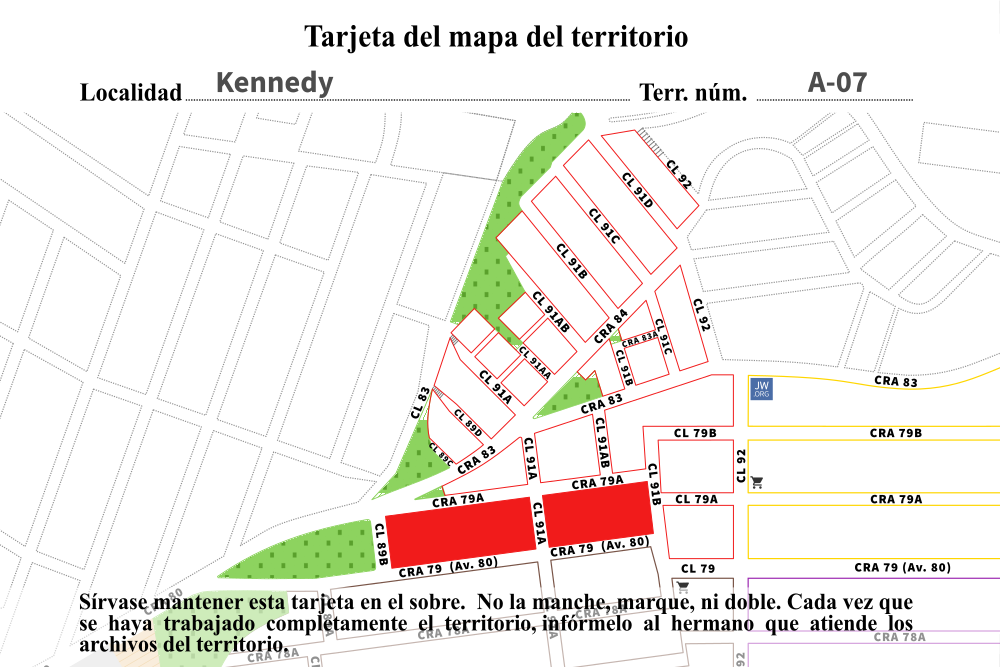 Tarjeta del mapa del territorio
Localidad Kennedy Terr. núm. A-07
CL 92
CL 91D
CL 91C
CL 91B
CL 91AB
CRA 84
CL 92
CL 91C
CRA 83A
CL 91B
CL 91AA
CL 91A
CL 83
CL 89D
CL 89C
CRA 83
CRA 83
CRA 83
JW
.ORG
CL 91A
CL 91AB
CL 79B
CRA 79B
CL 92
CL 91B
CRA 79A
CRA 79A
CL 79A
CRA 79A
CL 89B
CL 91A
CRA 79 (Av. 80)
CRA 79 (Av. 80)
CL 79
CRA 79 (Av. 80)
CRA 80
Sírvase mantener esta tarjeta en el sobre. No la manche, marque, ni doble. Cada vez que
se haya trabajado completamente el territorio, infórmelo al hermano que atiende los
archivos del territorio.
CRA 78A
CRA 78A
CRA 78A
CRA 78A
92